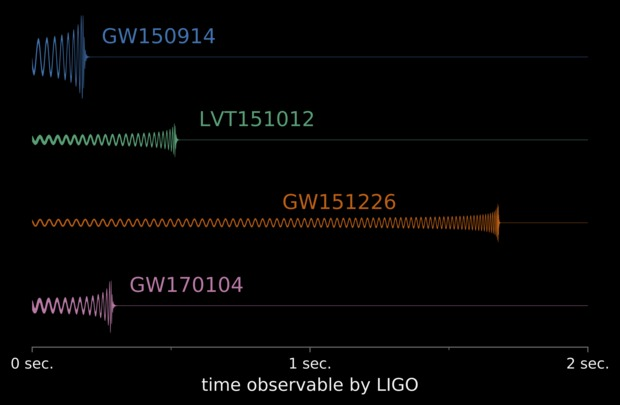 GW150914
LVT151012
GW151226
GW170104
0 sec. 1 sec. 2 sec.
time observable by LIGO